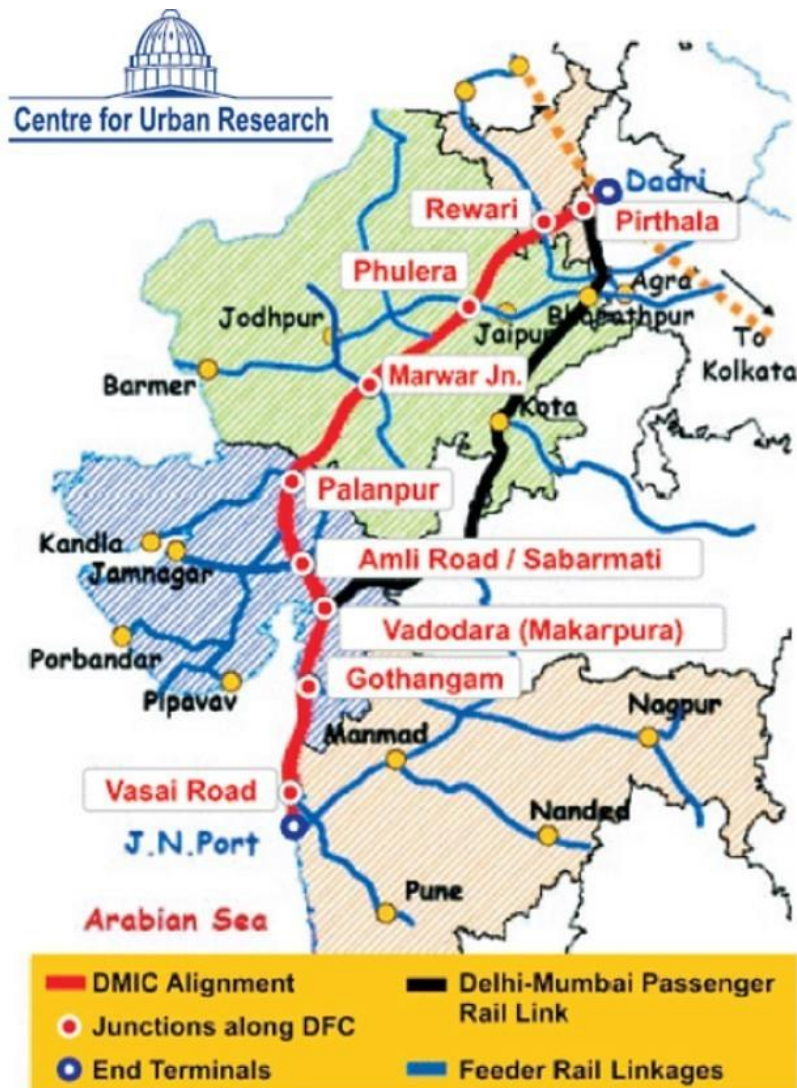 Centre for Urban Research
Dadri
Rewari
Pirthala
Phulera
Agra
Jodhpur
Jaipur
Bharathpur
To
Kolkata
Barmer
Marwar Jn.
Kota
Palanpur
Kandla
Jamnagar
Amli Road / Sabarmati
Vadodara (Makarpura)
Porbandar
Pipavav
Gothangam
Nagpur
Manmad
Vasai Road
Nanded
J.N.Port
Pune
Arabian Sea
DMIC Alignment
Delhi-Mumbai Passenger
Rail Link
Junctions along DFC
End Terminals
Feeder Rail Linkages